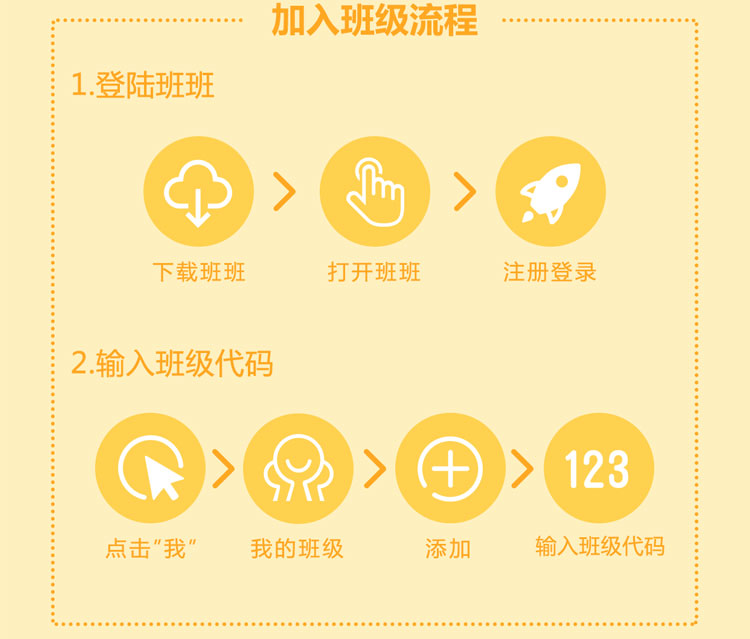 加入班级流程
1.登陆班班
下载班班
打开班班
注册登录
2.输入班级代码
123
点击"我"
我的班级
添加
输入班级代码